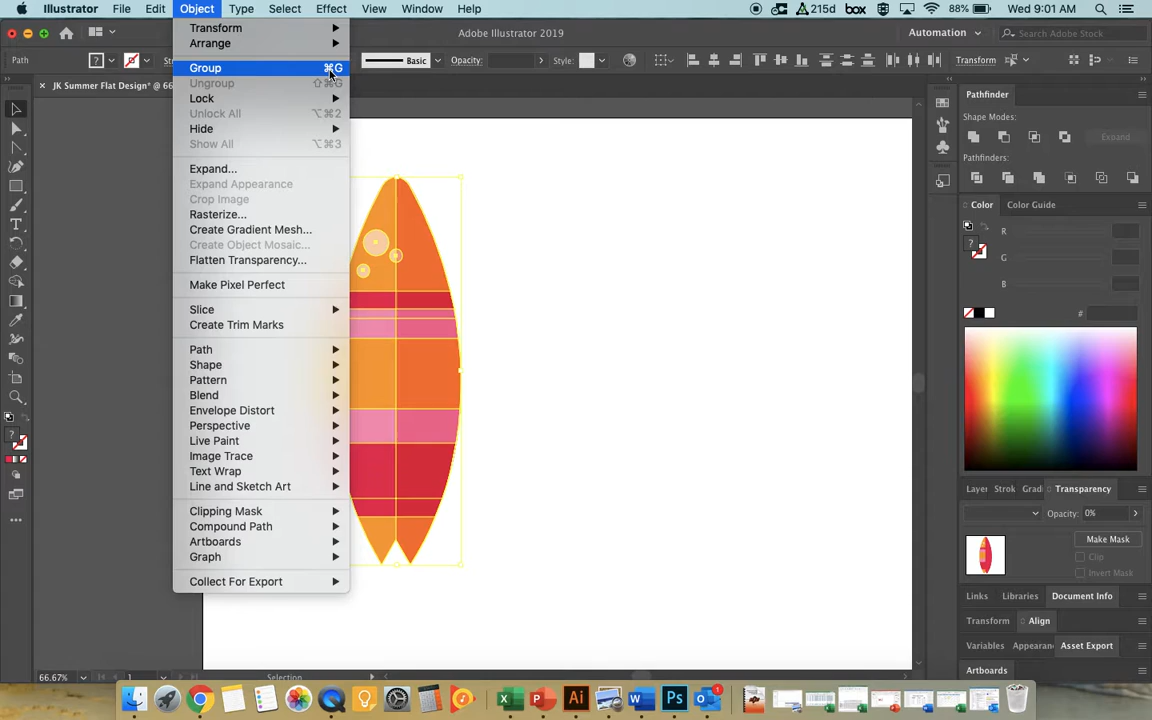 Illustrator File Edit Object Type Select Effect View Window Help 215d box 88% Wed 9:01 AM
Adobe Illustrator 2019 Automation Search Adobe Stock
Path Basic Opacity: Style: Transform
JK Summer Flat Design* @ 66
Transform
Arrange
Group ⌘G
Ungroup ⇧⌘G
Lock
Unlock All ⌥⌘2
Hide
Show All ⌥⌘3
Expand...
Expand Appearance
Crop Image
Rasterize...
Create Gradient Mesh...
Create Object Mosaic...
Flatten Transparency...
Make Pixel Perfect
Slice
Create Trim Marks
Path
Shape
Pattern
Blend
Envelope Distort
Perspective
Live Paint
Image Trace
Text Wrap
Line and Sketch Art
Clipping Mask
Compound Path
Artboards
Graph
Collect For Export
Pathfinder
Shape Modes:
Expand
Pathfinders:
Color Color Guide
R
G
B
#
Layer Strok Gradi Transparency
Opacity: 0%
Make Mask
Clip
Invert Mask
Links Libraries Document Info
Transform Align
Variables Appearan Asset Export
Artboards
66.67% 1 Selection